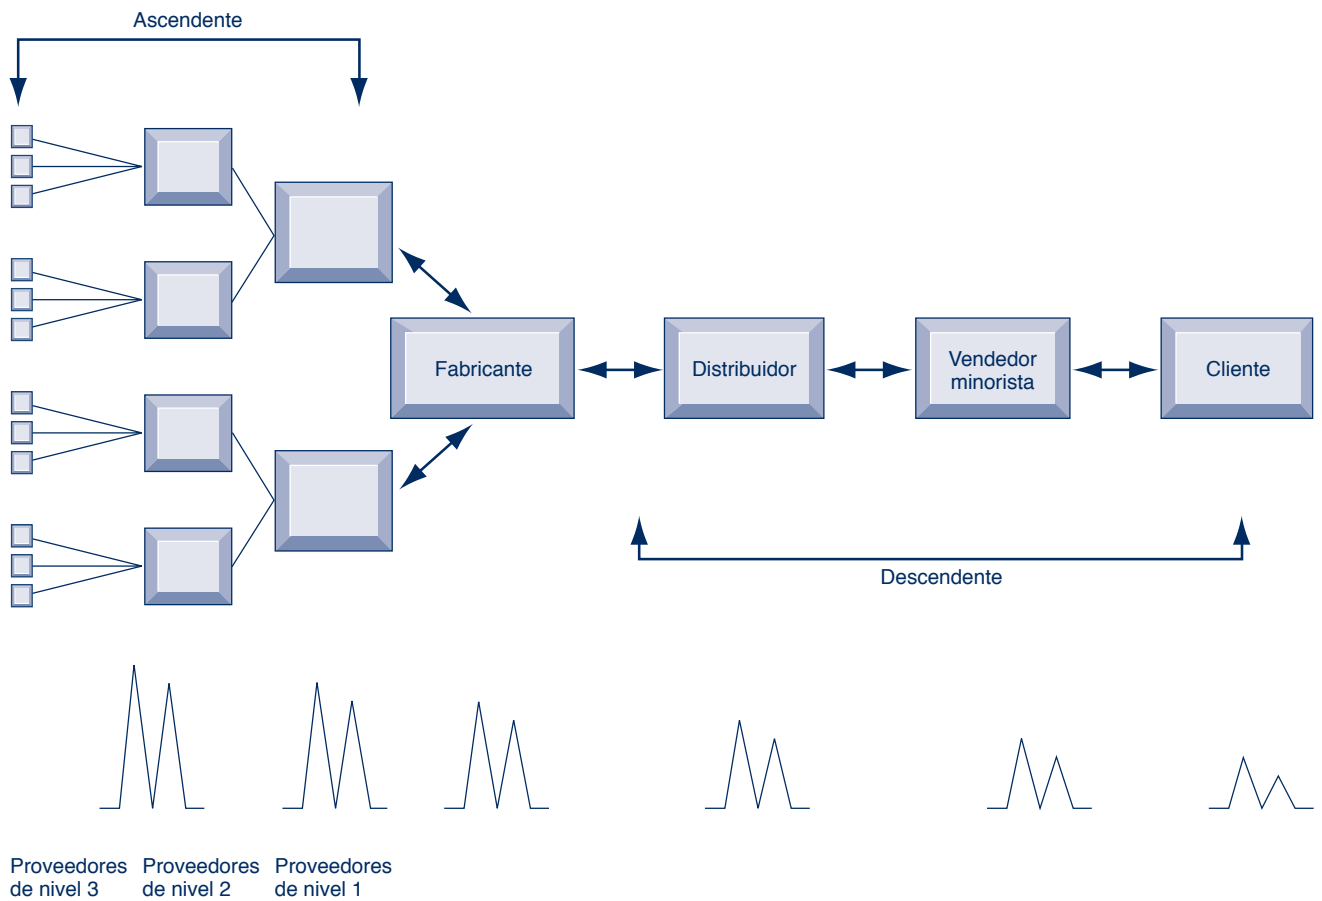 Ascendente
Fabricante
Distribuidor
Vendedor
minorista
Cliente
Descendente
Proveedores
de nivel 3
Proveedores
de nivel 2
Proveedores
de nivel 1